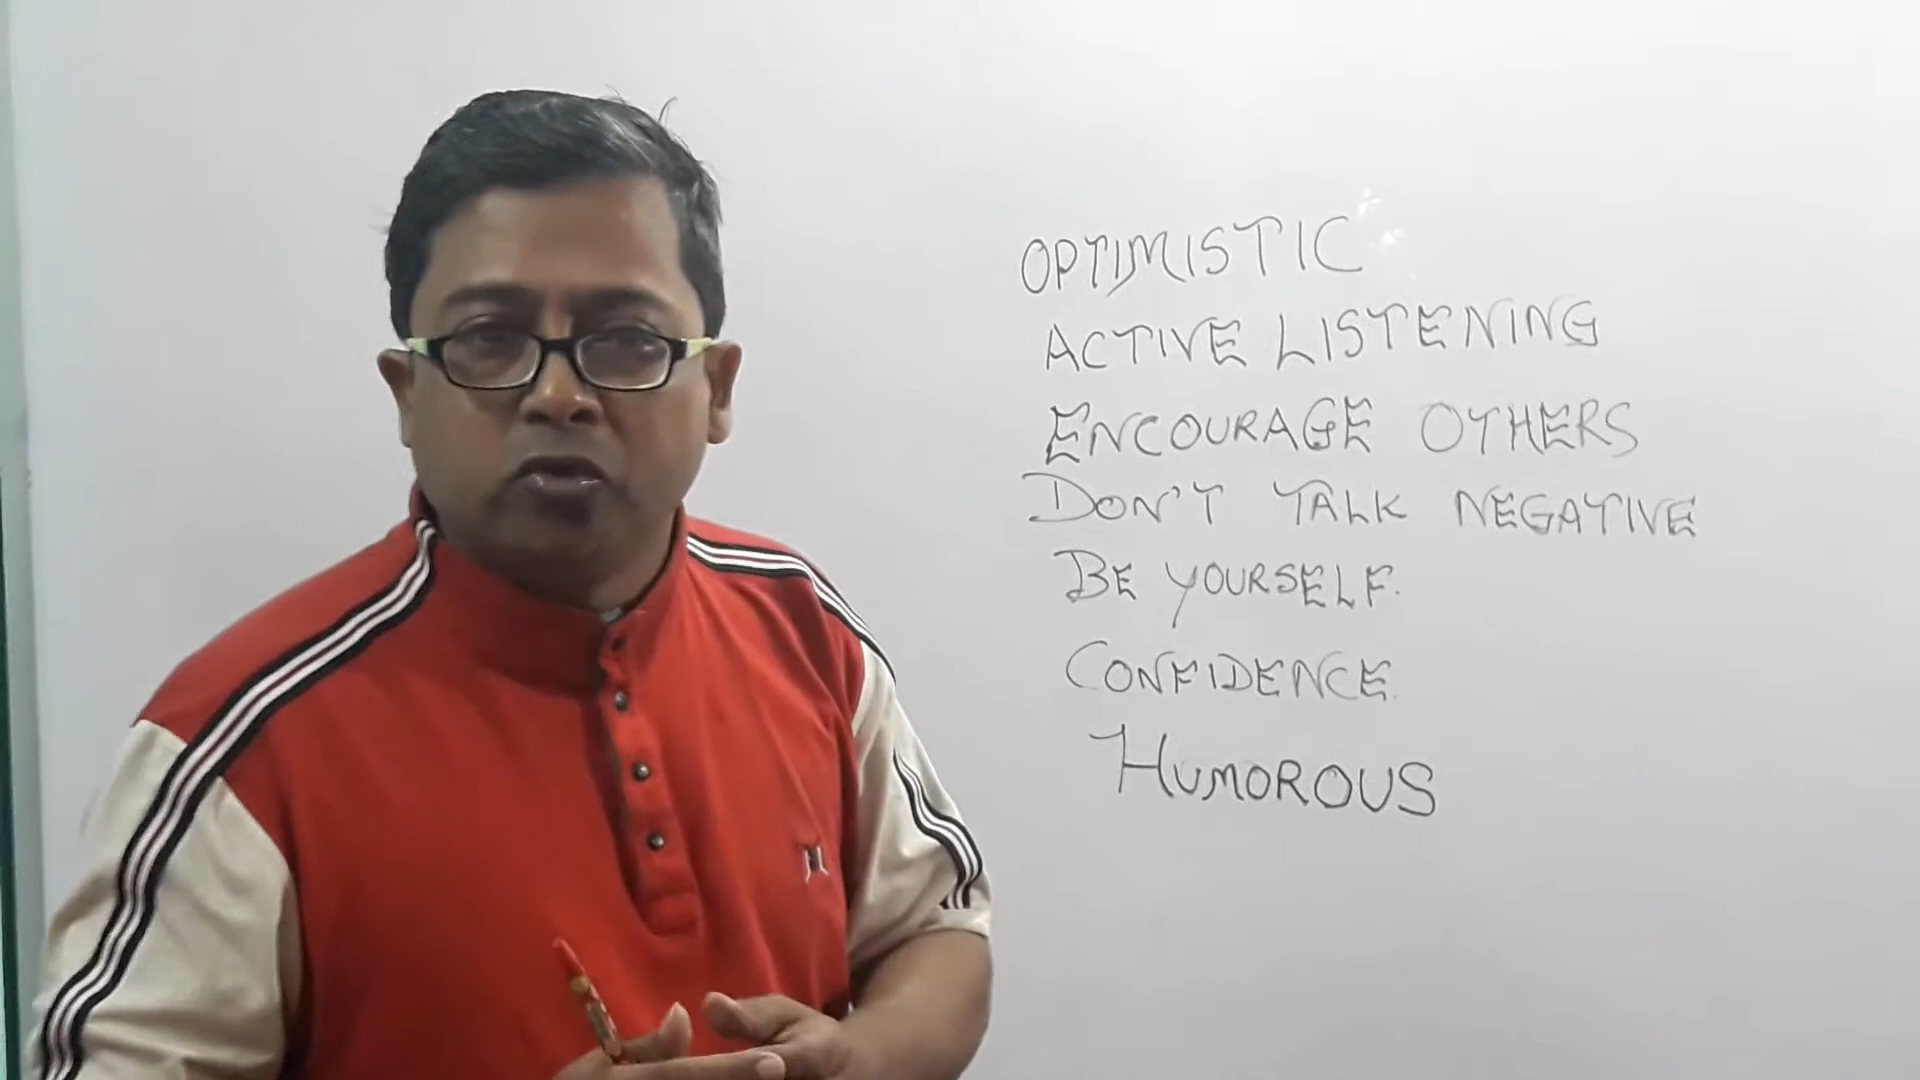 OPTIMISTIC
ACTIVE LISTENING
ENCOURAGE OTHERS
DON'T TALK NEGATIVE
BE YOURSELF.
CONFIDENCE.
HUMOROUS